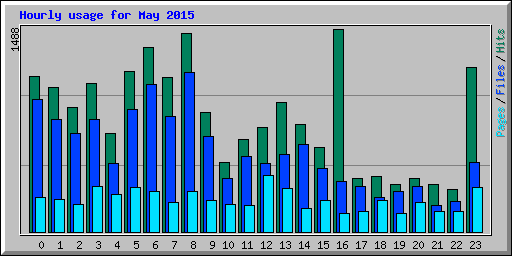 Hourly usage for May 2015
1488
Pages/Files/Hits
0 1 2 3 4 5 6 7 8 9 10 11 12 13 14 15 16 17 18 19 20 21 22 23